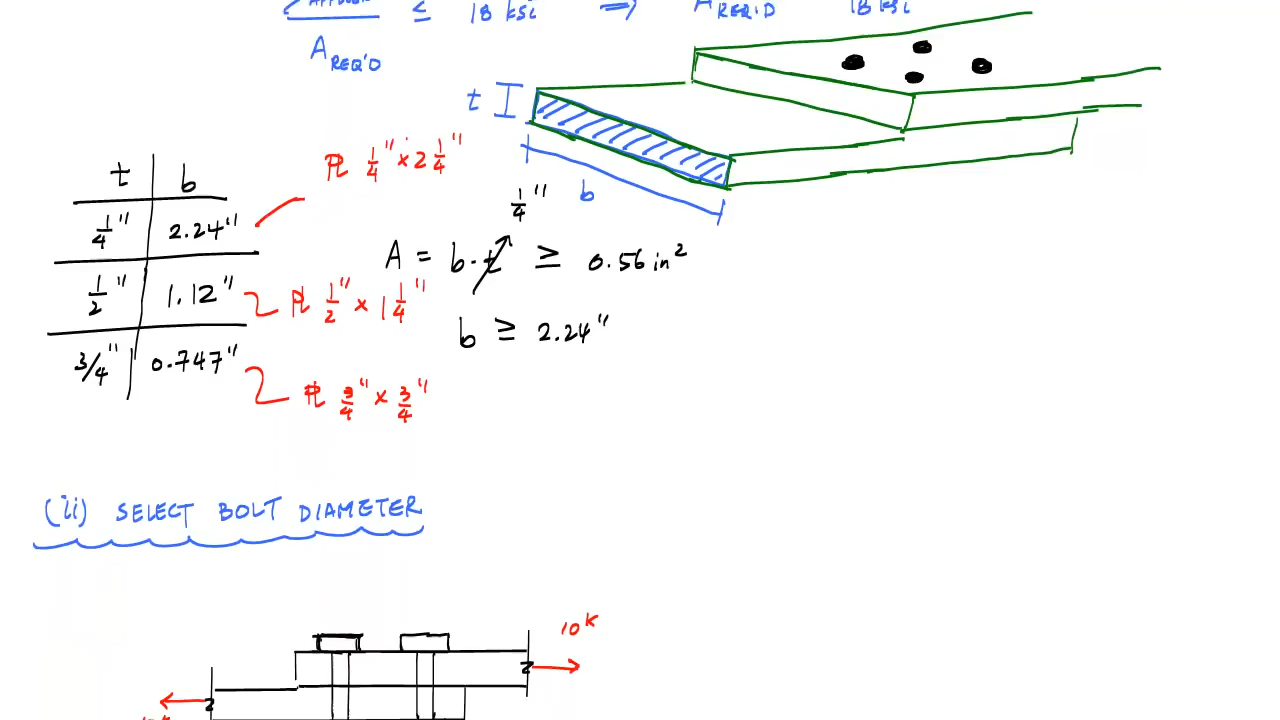 ≤ 18 ksi ⇒ A REQ'D 18 ksi
A REQ'D
t
b
t b
1/4" 2.24"
1/2" 1.12"
3/4" 0.747"
PL 1/4" x 2 1/4"
PL 1/2" x 1 1/4"
PL 3/4" x 3/4"
1/4"
A = b·t ≥ 0.56 in²
b ≥ 2.24"
(ii) SELECT BOLT DIAMETER
10K